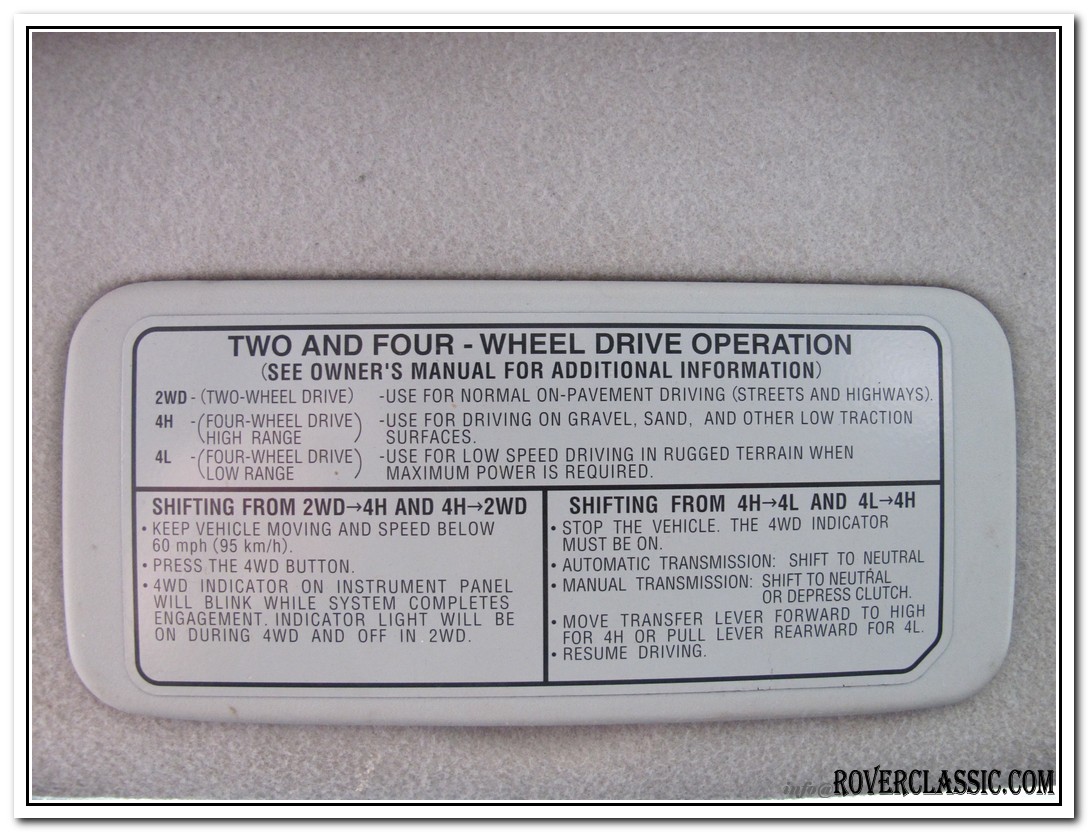 TWO AND FOUR - WHEEL DRIVE OPERATION
(SEE OWNER'S MANUAL FOR ADDITIONAL INFORMATION)
2WD - (TWO-WHEEL DRIVE) -USE FOR NORMAL ON-PAVEMENT DRIVING (STREETS AND HIGHWAYS).
4H -(FOUR-WHEEL DRIVE) -USE FOR DRIVING ON GRAVEL, SAND, AND OTHER LOW TRACTION
HIGH RANGE SURFACES.
4L -(FOUR-WHEEL DRIVE) -USE FOR LOW SPEED DRIVING IN RUGGED TERRAIN WHEN
LOW RANGE MAXIMUM POWER IS REQUIRED.
SHIFTING FROM 2WD→4H AND 4H→2WD
• KEEP VEHICLE MOVING AND SPEED BELOW
60 mph (95 km/h).
• PRESS THE 4WD BUTTON.
• 4WD INDICATOR ON INSTRUMENT PANEL
WILL BLINK WHILE SYSTEM COMPLETES
ENGAGEMENT. INDICATOR LIGHT WILL BE
ON DURING 4WD AND OFF IN 2WD.
SHIFTING FROM 4H→4L AND 4L→4H
• STOP THE VEHICLE. THE 4WD INDICATOR
MUST BE ON.
• AUTOMATIC TRANSMISSION: SHIFT TO NEUTRAL
• MANUAL TRANSMISSION: SHIFT TO NEUTRAL
OR DEPRESS CLUTCH.
• MOVE TRANSFER LEVER FORWARD TO HIGH
FOR 4H OR PULL LEVER REARWARD FOR 4L.
• RESUME DRIVING.
ROVERCLASSIC.COM